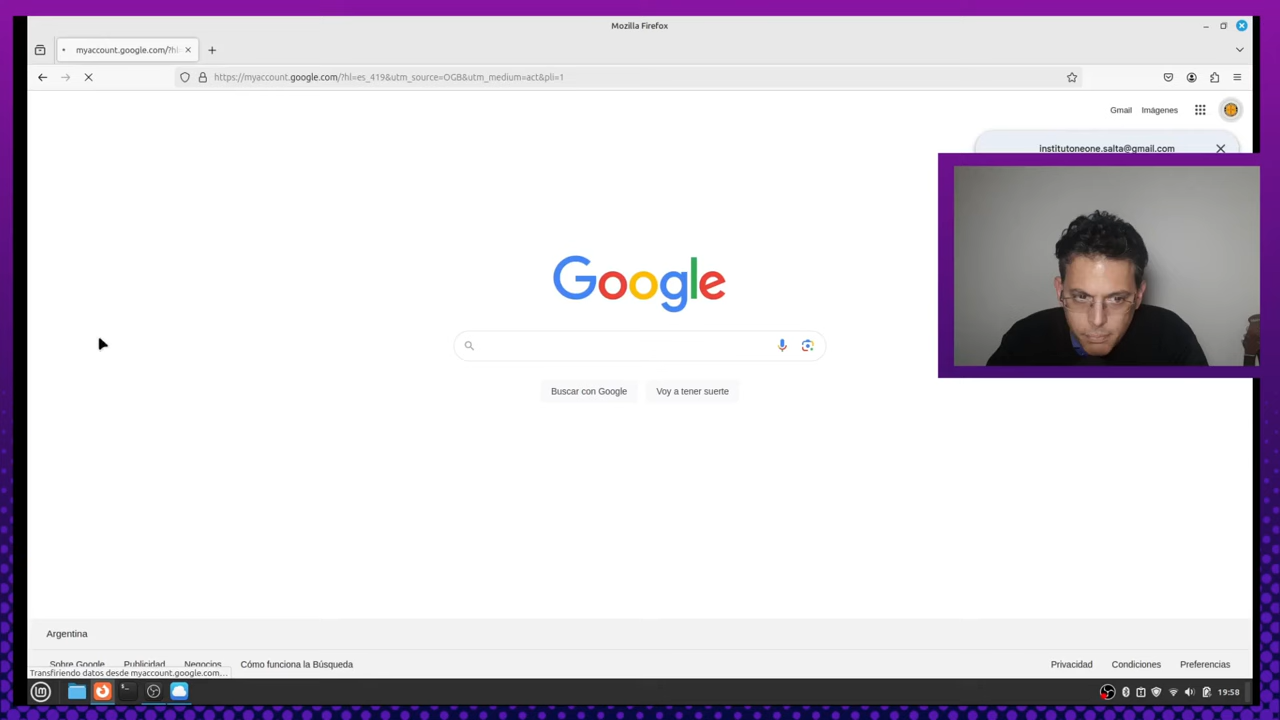 Mozilla Firefox
myaccount.google.com/?hl
https://myaccount.google.com/?hl=es_419&utm_source=OGB&utm_medium=act&pli=1
Gmail Imágenes
institutoneone.salta@gmail.com
Google
Buscar con Google Voy a tener suerte
Argentina
Sobre Google Publicidad Negocios Cómo funciona la Búsqueda Privacidad Condiciones Preferencias
Transfiriendo datos desde myaccount.google.com...
19:58